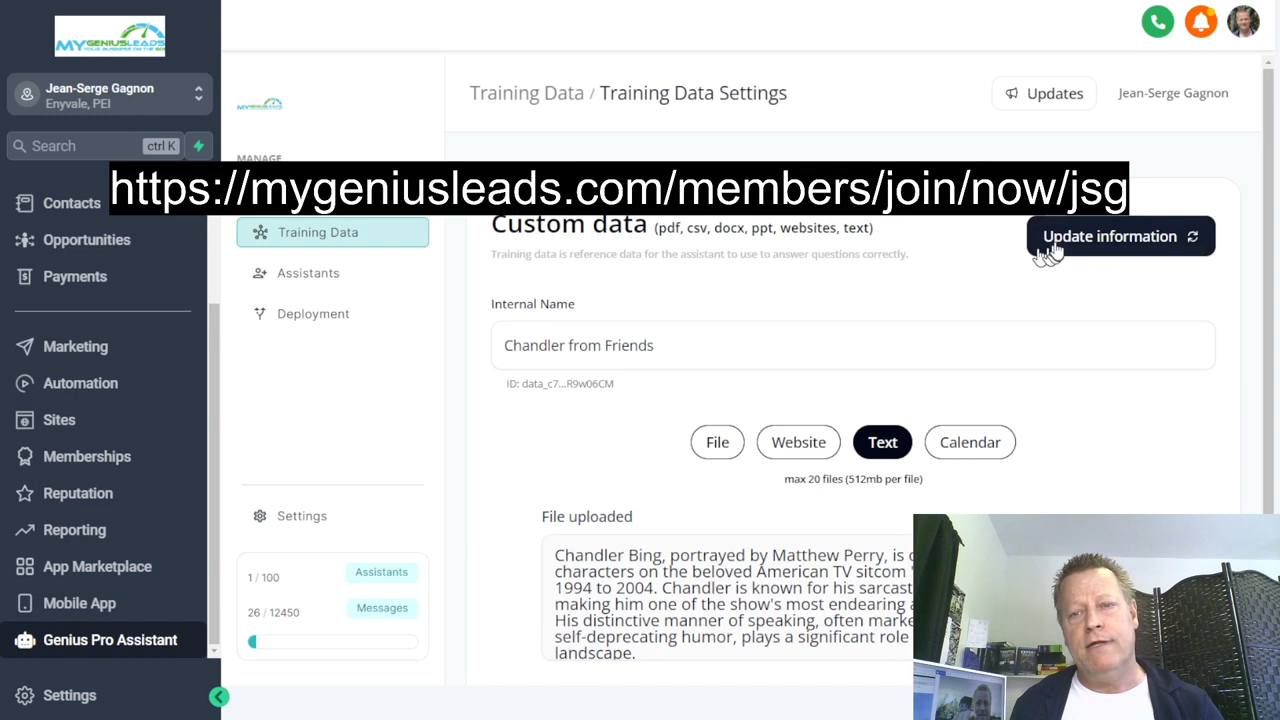 MYGENIUSLEADS
Jean-Serge Gagnon
Enyvale, PEI
Search
ctrl K
Contacts
Opportunities
Payments
Marketing
Automation
Sites
Memberships
Reputation
Reporting
App Marketplace
Mobile App
Genius Pro Assistant
Settings
MANAGE
Training Data
Assistants
Deployment
Settings
1 / 100
Assistants
26 / 12450
Messages
Training Data / Training Data Settings
Updates
Jean-Serge Gagnon
https://mygeniusleads.com/members/join/now/jsg
Custom data (pdf, csv, docx, ppt, websites, text)
Training data is reference data for the assistant to use to answer questions correctly.
Update information
Internal Name
Chandler from Friends
ID: data_c7...R9w06CM
File
Website
Text
Calendar
max 20 files (512mb per file)
File uploaded
Chandler Bing, portrayed by Matthew Perry, is
characters on the beloved American TV sitcom
1994 to 2004. Chandler is known for his sarcast
making him one of the show's most endearing
His distinctive manner of speaking, often marke
self-deprecating humor, plays a significant role
landscape.